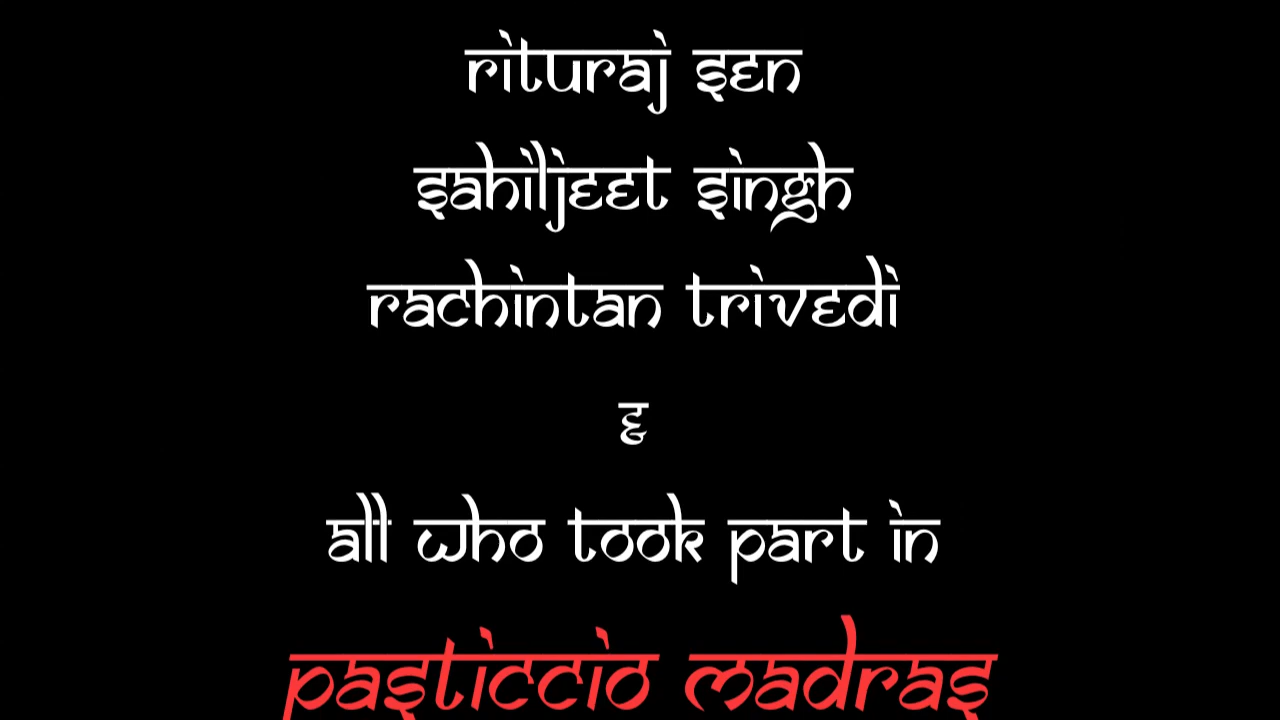 rituraj sen
sahiljeet singh
rachintan trivedi
&
all who took part in
pasticcio madras